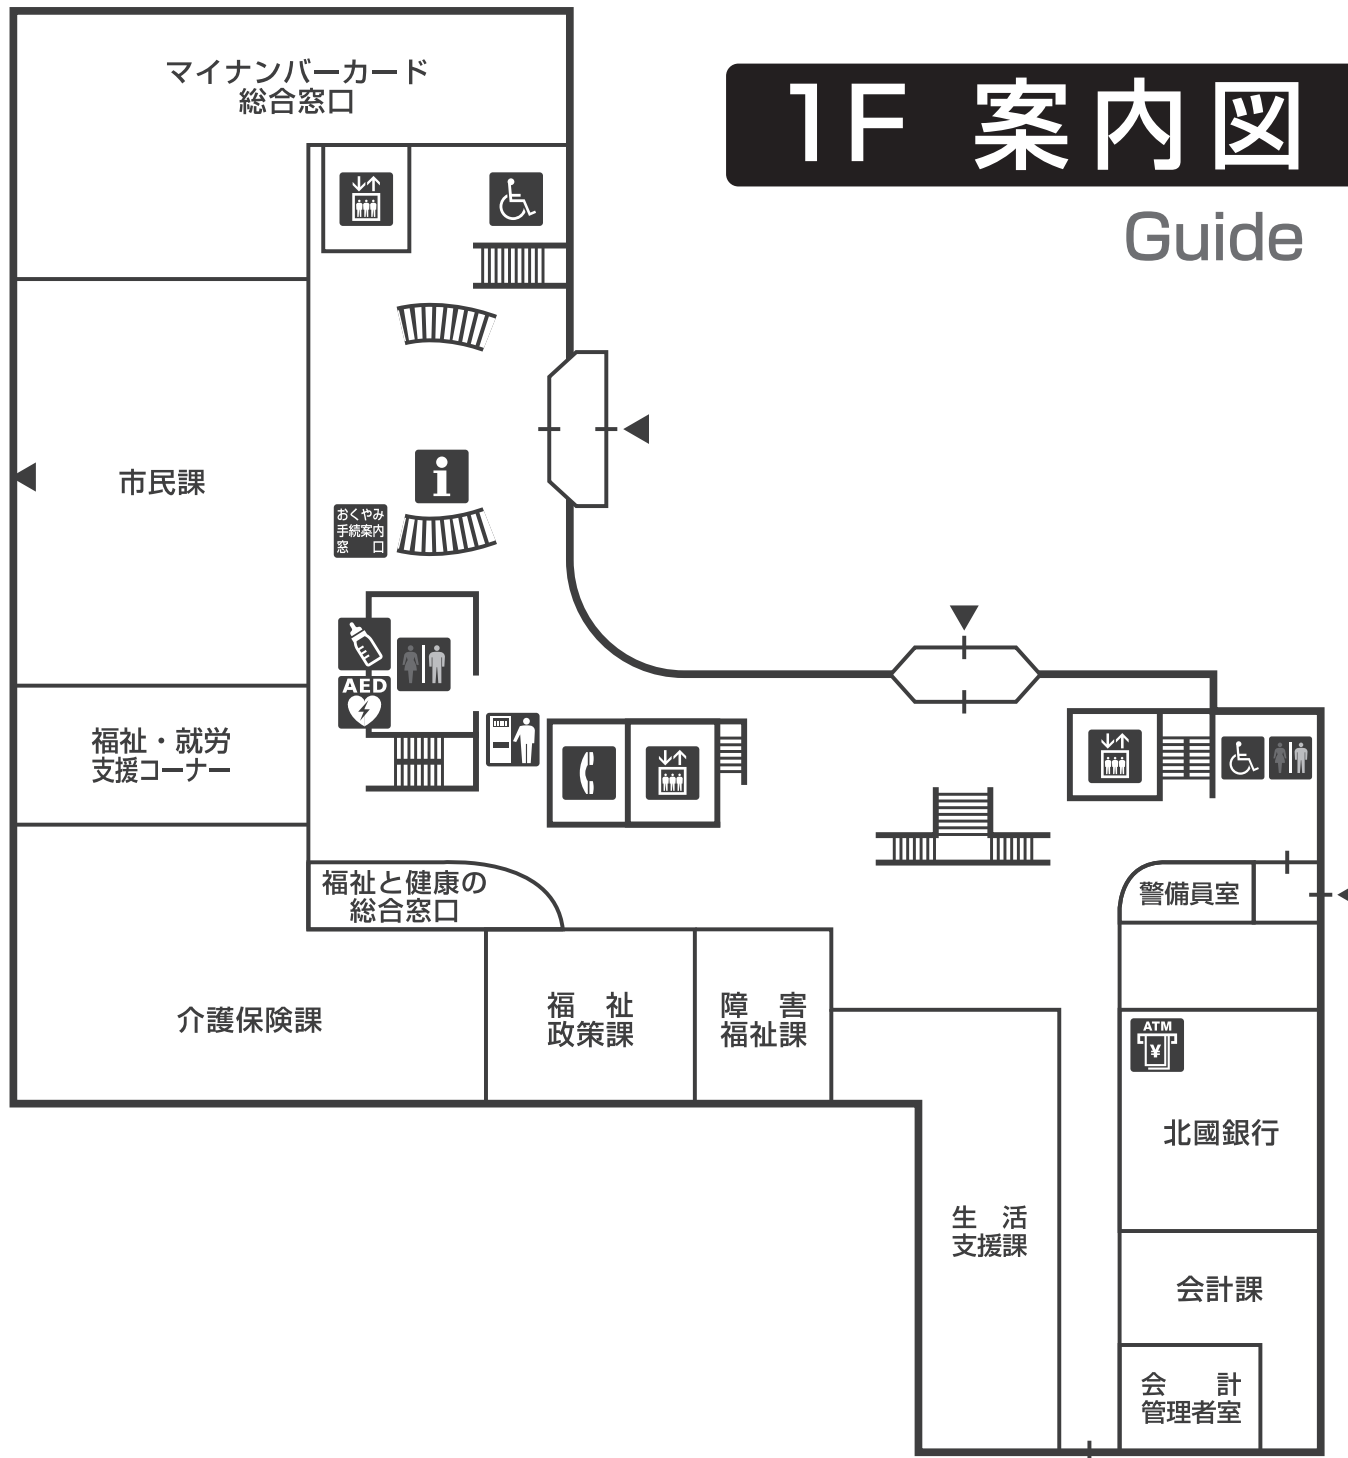 1F 案内図
Guide
マイナンバーカード
総合窓口
市民課
i
おくやみ
手続案内
窓 口
AED
福祉・就労
支援コーナー
福祉と健康の
総合窓口
警備員室
介護保険課
福 祉
政策課
障 害
福祉課
ATM
¥
北國銀行
生 活
支援課
会計課
会 計
管理者室